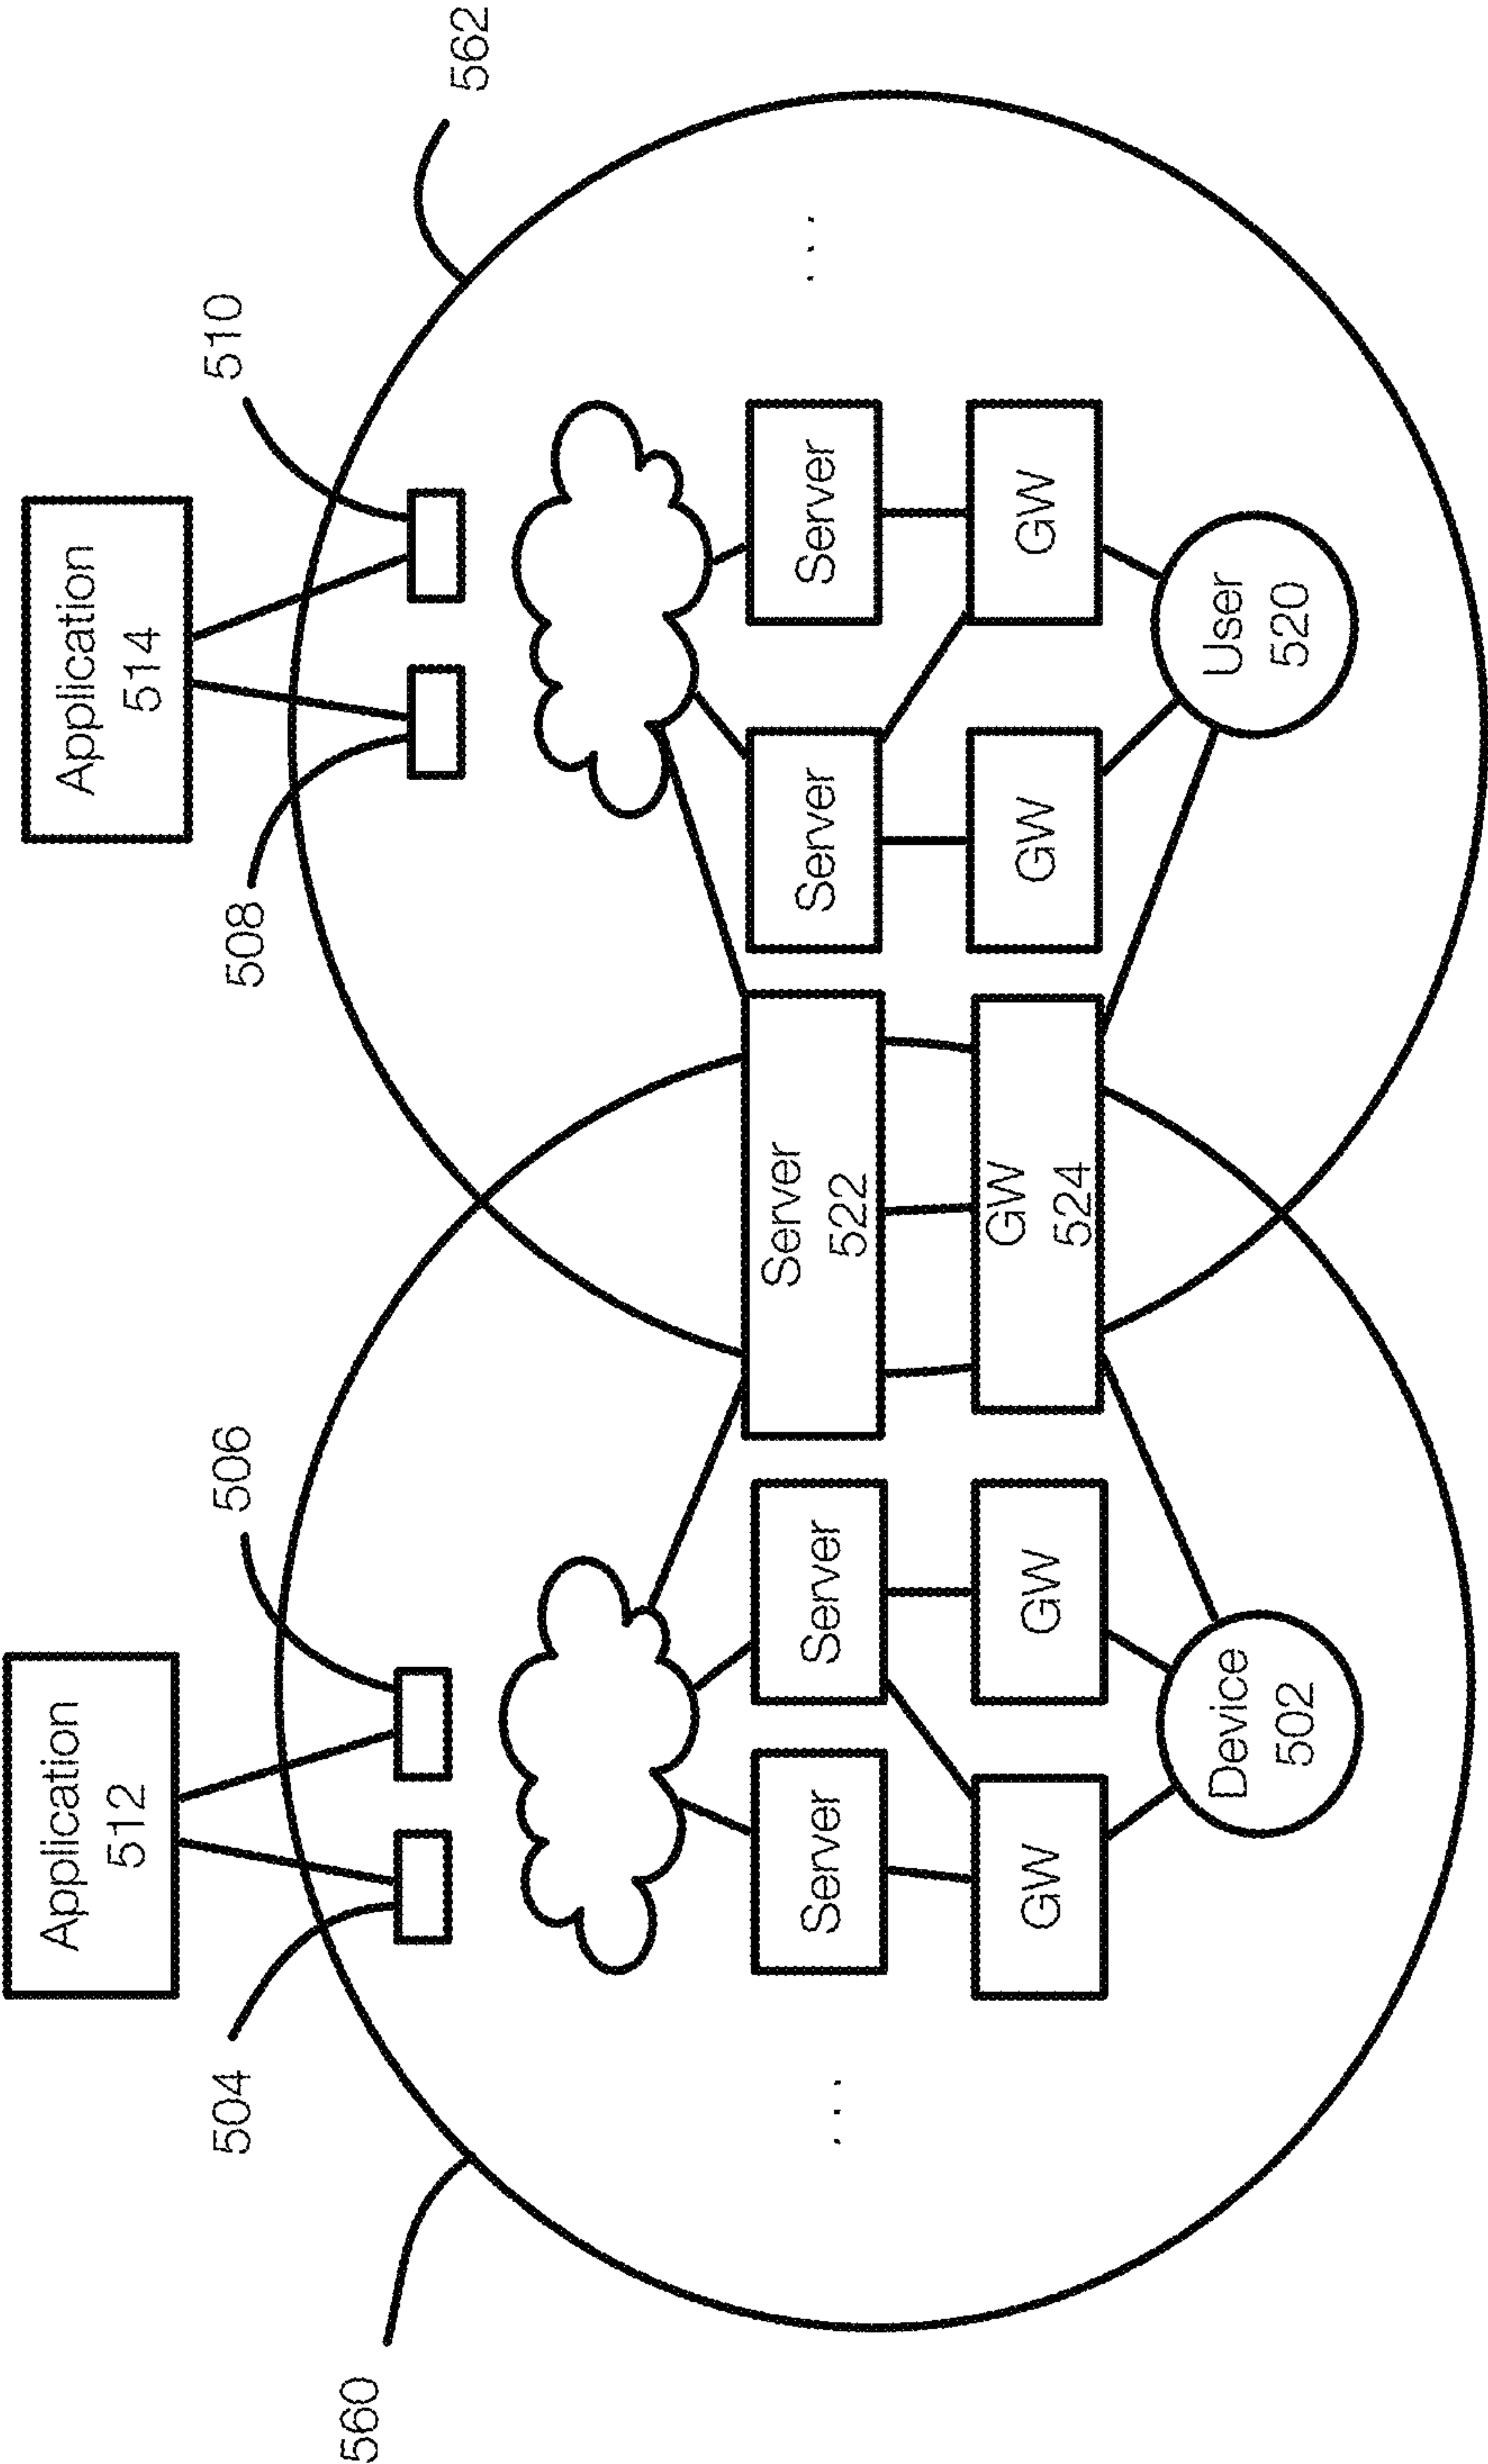 Application
512
Application
514
504
506
508
510
560
562
Server
Server
Server
522
Server
Server
GW
GW
GW
524
GW
GW
Device
502
User
520
...
...